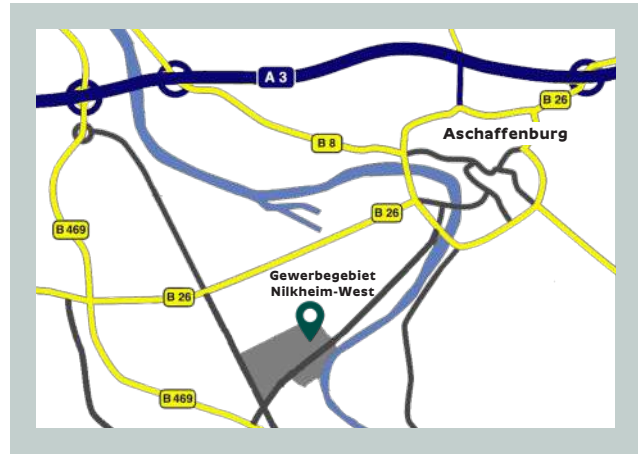 A 3
B 26
Aschaffenburg
B 8
B 26
B 469
Gewerbegebiet
Nilkheim-West
B 26
B 469